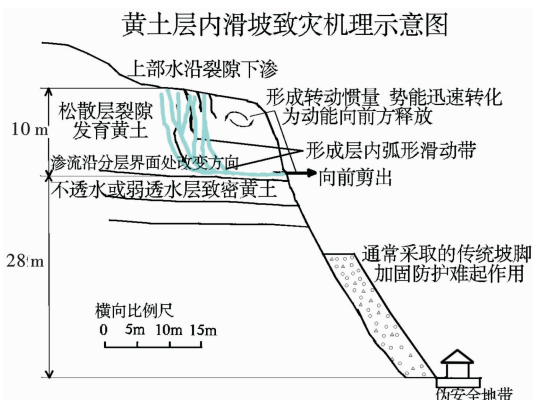 黄土层内滑坡致灾机理示意图
上部水沿裂隙下渗
形成转动惯量 势能迅速转化
为动能向前方释放
松散层裂隙
发育黄土
10 m
形成层内弧形滑动带
渗流沿分层界面处改变方向
向前剪出
不透水或弱透水层致密黄土
通常采取的传统坡脚
加固防护难起作用
28 m
横向比例尺
0 5m 10m 15m
伪安全地带